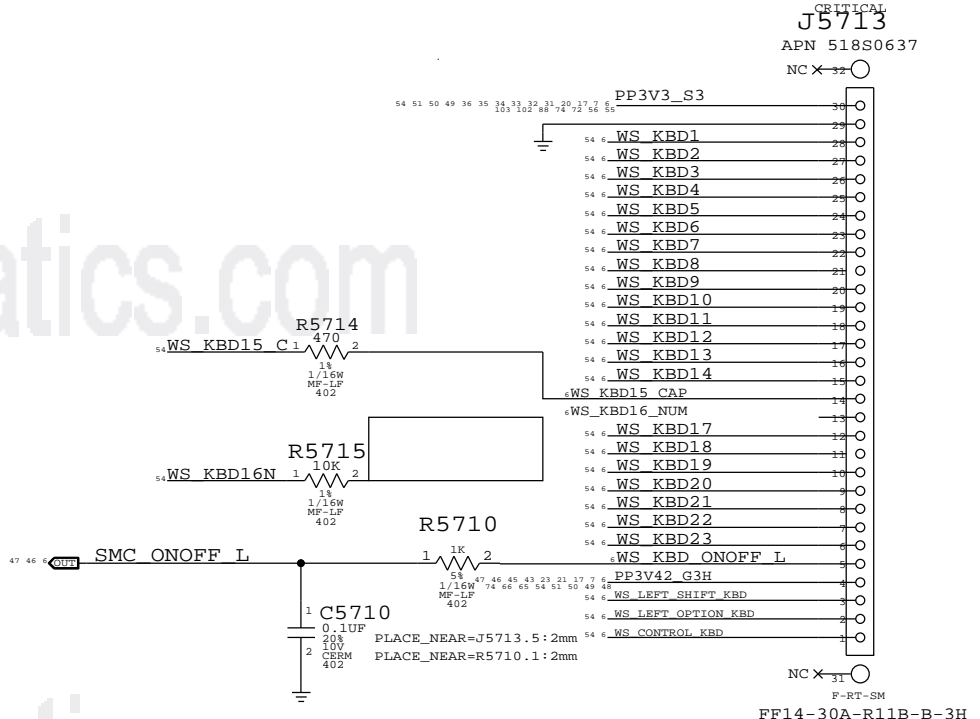 CRITICAL
J5713
APN 518S0637
NC 32
54 51 50 49 36 35 34 33 32 31 20 17 7 6 PP3V3_S3 30
103 102 88 74 72 56 55
29
54 6 WS_KBD1 28
54 6 WS_KBD2 27
54 6 WS_KBD3 26
54 6 WS_KBD4 25
54 6 WS_KBD5 24
54 6 WS_KBD6 23
54 6 WS_KBD7 22
54 6 WS_KBD8 21
54 6 WS_KBD9 20
54 6 WS_KBD10 19
54 6 WS_KBD11 18
54 6 WS_KBD12 17
54 6 WS_KBD13 16
54 6 WS_KBD14 15
atics.com
R5714
470
54 WS_KBD15_C 1 2
1%
1/16W
MF-LF
402
6 WS_KBD15_CAP 14
6 WS_KBD16_NUM 13
54 6 WS_KBD17 12
54 6 WS_KBD18 11
54 6 WS_KBD19 10
54 6 WS_KBD20 9
54 6 WS_KBD21 8
54 6 WS_KBD22 7
54 6 WS_KBD23 6
R5715
10K
54 WS_KBD16N 1 2
1%
1/16W
MF-LF
402
R5710
1K
1 2
5%
1/16W
MF-LF
402
47 46 6 OUT SMC_ONOFF_L
6 WS_KBD_ONOFF_L 5
47 46 45 43 23 21 17 7 6 PP3V42_G3H 4
74 66 65 54 51 50 49 48
54 6 WS_LEFT_SHIFT_KBD 3
54 6 WS_LEFT_OPTION_KBD 2
54 6 WS_CONTROL_KBD 1
1 C5710
0.1UF
20%
10V
2 CERM
402
PLACE_NEAR=J5713.5:2mm
PLACE_NEAR=R5710.1:2mm
NC 31
F-RT-SM
FF14-30A-R11B-B-3H